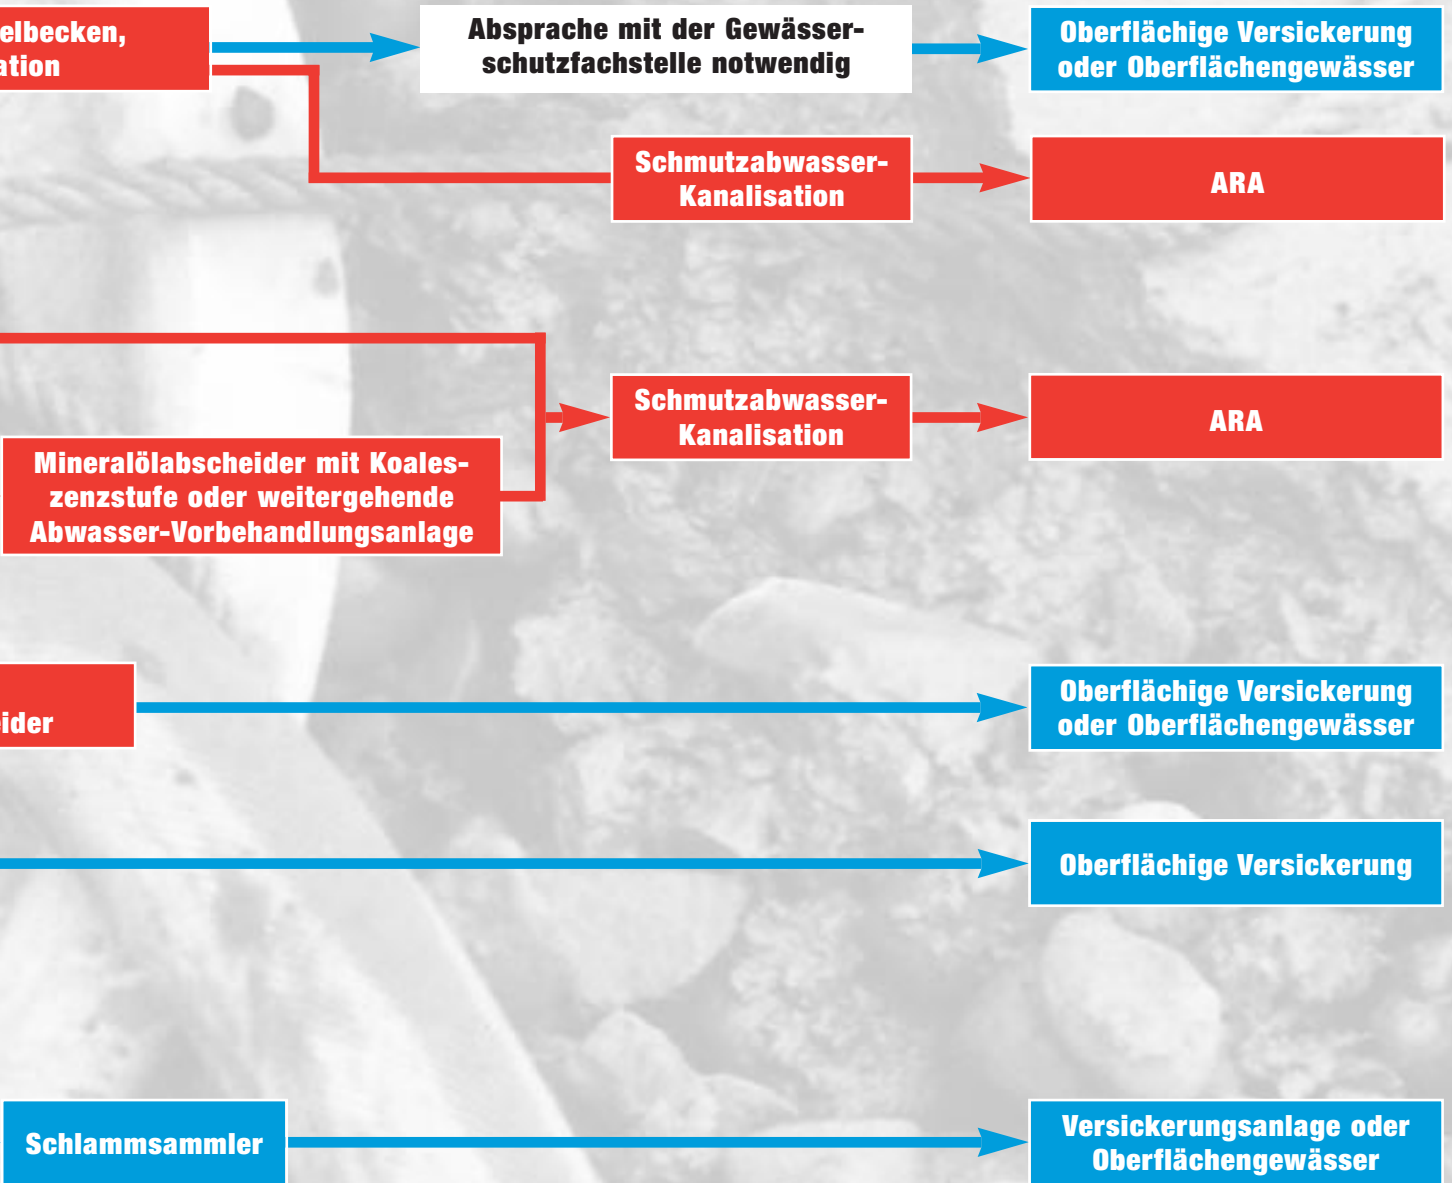 elbecken,
ation
Absprache mit der Gewässer-
schutzfachstelle notwendig
Oberflächige Versickerung
oder Oberflächengewässer
Schmutzabwasser-
Kanalisation
ARA
Schmutzabwasser-
Kanalisation
ARA
Mineralölabscheider mit Koales-
zenzstufe oder weitergehende
Abwasser-Vorbehandlungsanlage
eider
Oberflächige Versickerung
oder Oberflächengewässer
Oberflächige Versickerung
Schlammsammler
Versickerungsanlage oder
Oberflächengewässer